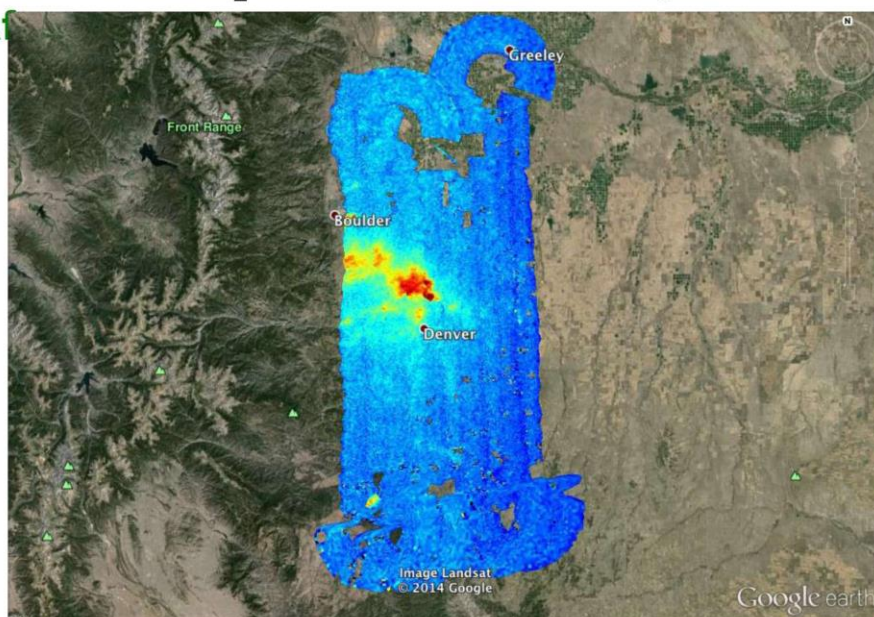 f
N
Greeley
Front Range
Boulder
Denver
Image Landsat
© 2014 Google
Google earth